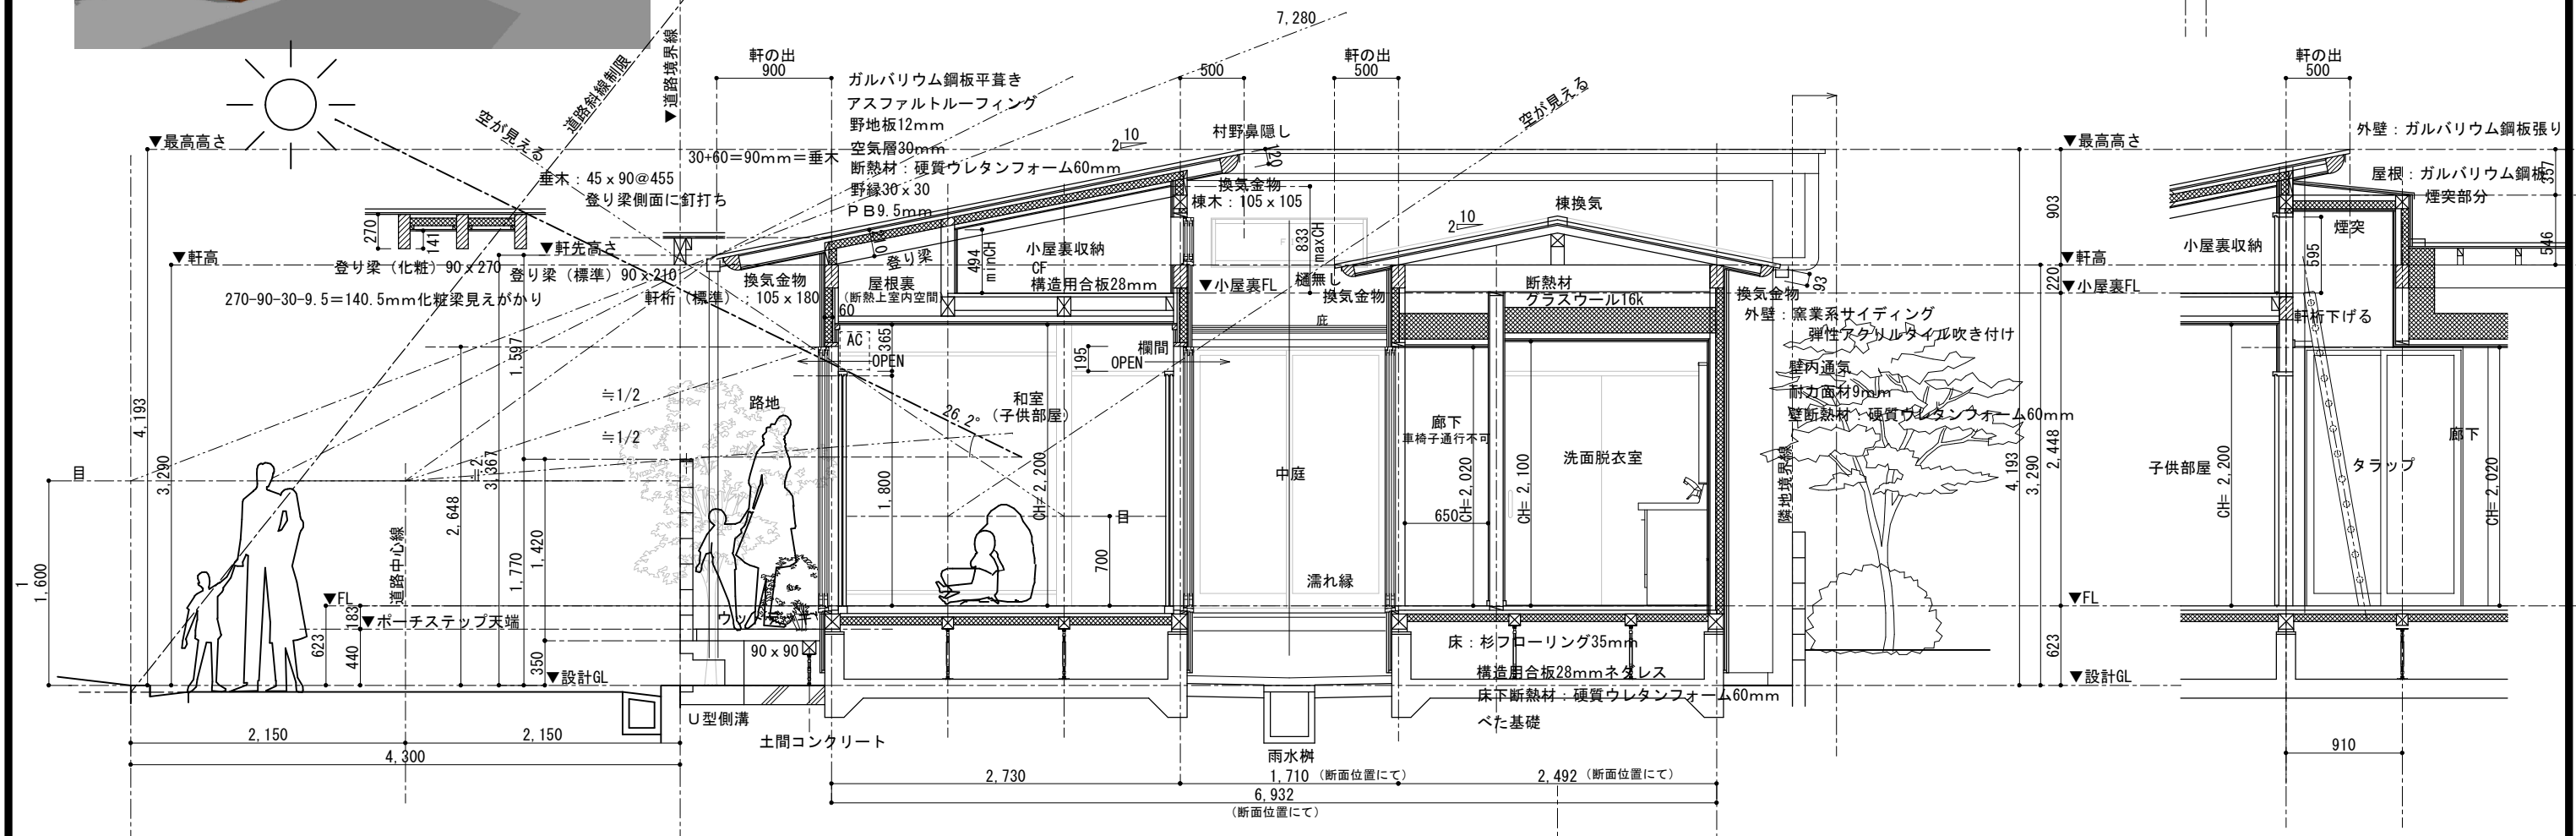 7,280
軒の出
900
500
軒の出
500
軒の出
500
▼道路境界線
道路斜線制限
空が見える
空が見える
ガルバリウム鋼板平葺き
アスファルトルーフィング
野地板12mm
空気層30mm
30+60=90mm=垂木
断熱材：硬質ウレタンフォーム60mm
野縁30x30
ＰＢ9.5mm
垂木：45x90@455
登り梁側面に釘打ち
10
2
村野鼻隠し
120
換気金物
棟木：105x105
棟換気
10
2
▼最高高さ
▼最高高さ
外壁：ガルバリウム鋼板張り
屋根：ガルバリウム鋼板
煙突部分
357
546
煙突
595
903
270
141
▼軒先高さ
▼軒高
登り梁（化粧）90x270
登り梁（標準）90x210
270-90-30-9.5=140.5mm化粧梁見えがかり
換気金物
軒桁（標準）：105x180
屋根裏
（断熱上室内空間）
60
登り梁
494
minCH
小屋裏収納
CF
構造用合板28mm
833
maxCH
樋無し
▼小屋裏FL
換気金物
庇
断熱材
グラスウール16k
換気金物
93
外壁：窯業系サイディング
弾性アクリルタイル吹き付け
壁内通気
耐力面材9mm
壁断熱材：硬質ウレタンフォーム60mm
▼軒高
220
▼小屋裏FL
小屋裏収納
軒桁下げる
AC
365
OPEN
195
欄間
OPEN
1,597
≒1/2
≒1/2
≒2
路地
26.2°
和室
（子供部屋）
廊下
車椅子通行不可
中庭
洗面脱衣室
隣地境界線
4,193
3,290
2,448
子供部屋
廊下
タラップ
CH= 2,200
CH= 2,020
4,193
3,290
目
1
1,600
道路中心線
2,648
3,367
1,770
1,420
1,800
CH= 2,200
目
700
650
CH= 2,020
CH= 2,100
濡れ縁
▼FL
183
▼ポーチステップ天端
623
440
350
▼設計GL
90x90
床：杉フローリング35mm
構造用合板28mmネダレス
床下断熱材：硬質ウレタンフォーム60mm
べた基礎
▼FL
623
▼設計GL
Ｕ型側溝
土間コンクリート
雨水桝
2,150
2,150
4,300
2,730
1,710
（断面位置にて）
2,492
（断面位置にて）
6,932
（断面位置にて）
910